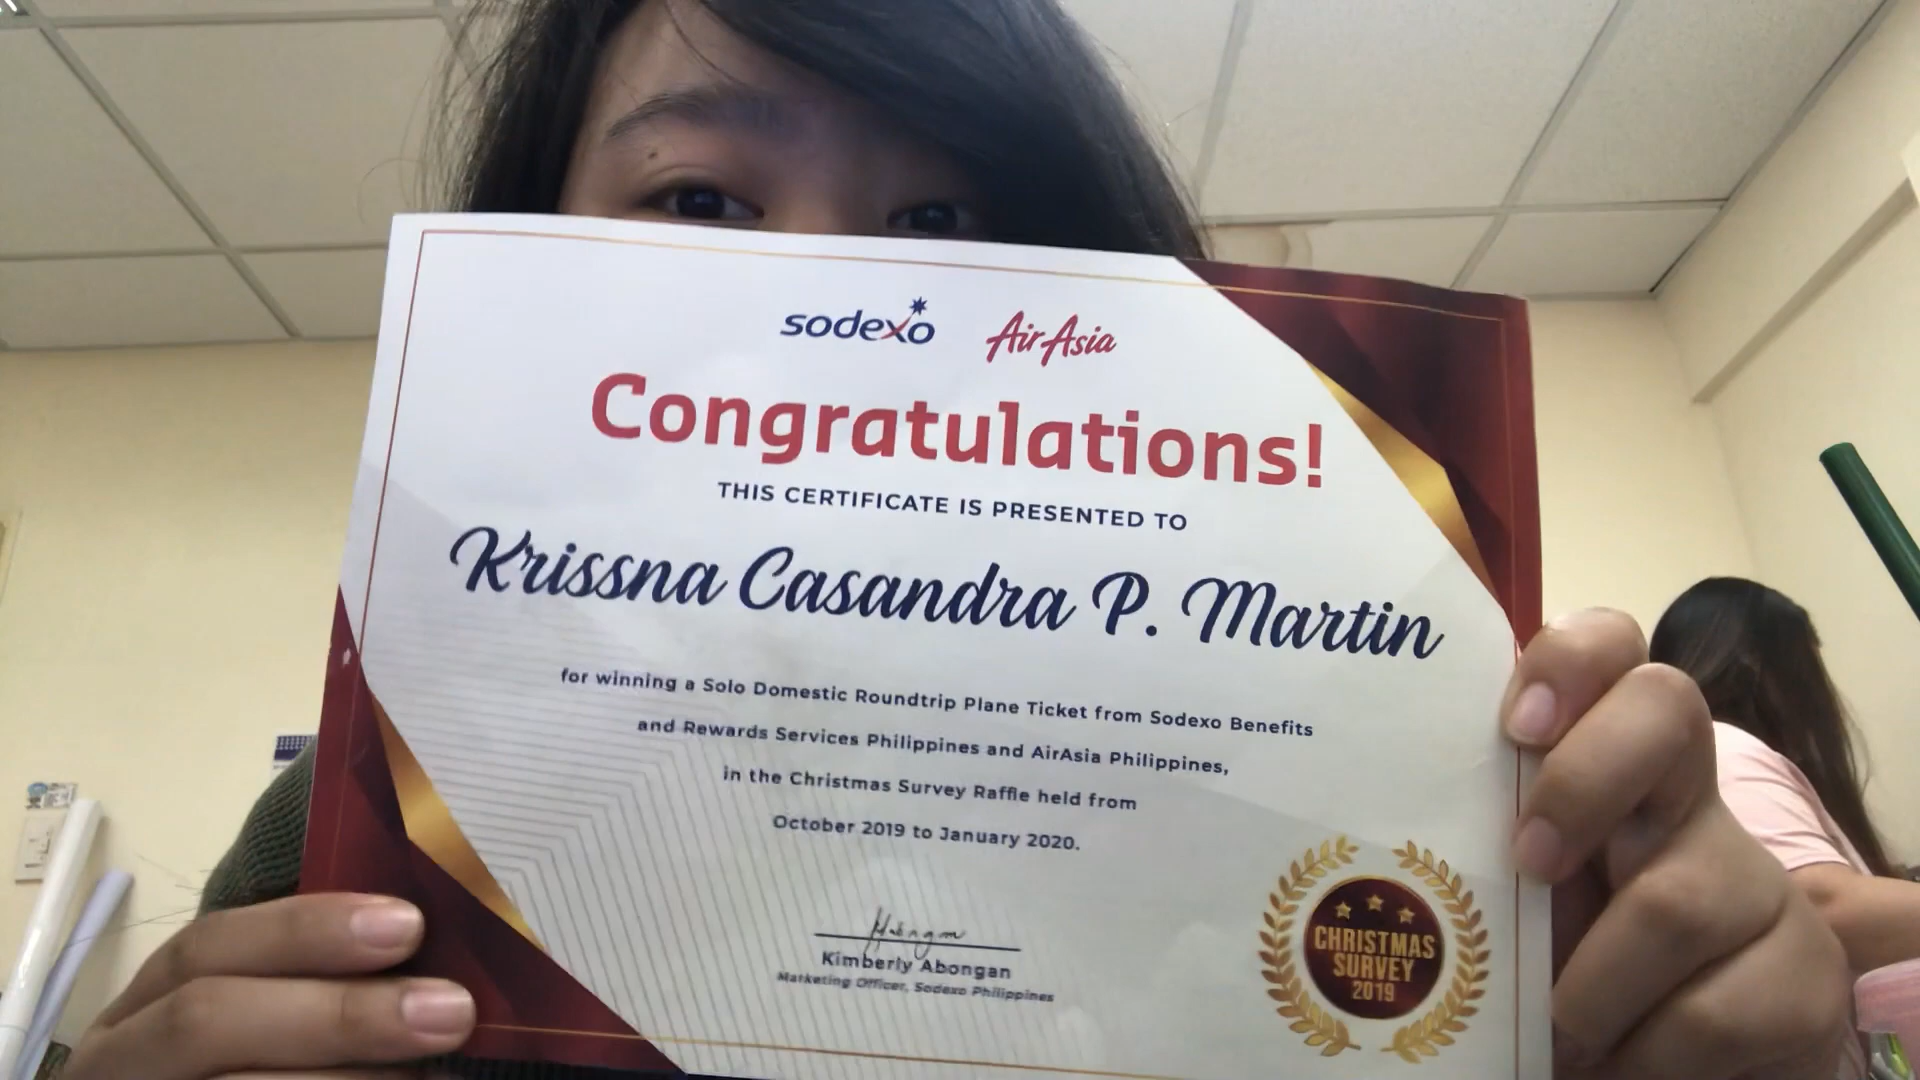 sodexo AirAsia
Congratulations!
THIS CERTIFICATE IS PRESENTED TO
Krissna Casandra P. Martin
for winning a Solo Domestic Roundtrip Plane Ticket from Sodexo Benefits
and Rewards Services Philippines and AirAsia Philippines,
in the Christmas Survey Raffle held from
October 2019 to January 2020.
Kimberly Abongan
Marketing Officer, Sodexo Philippines
CHRISTMAS
SURVEY
2019